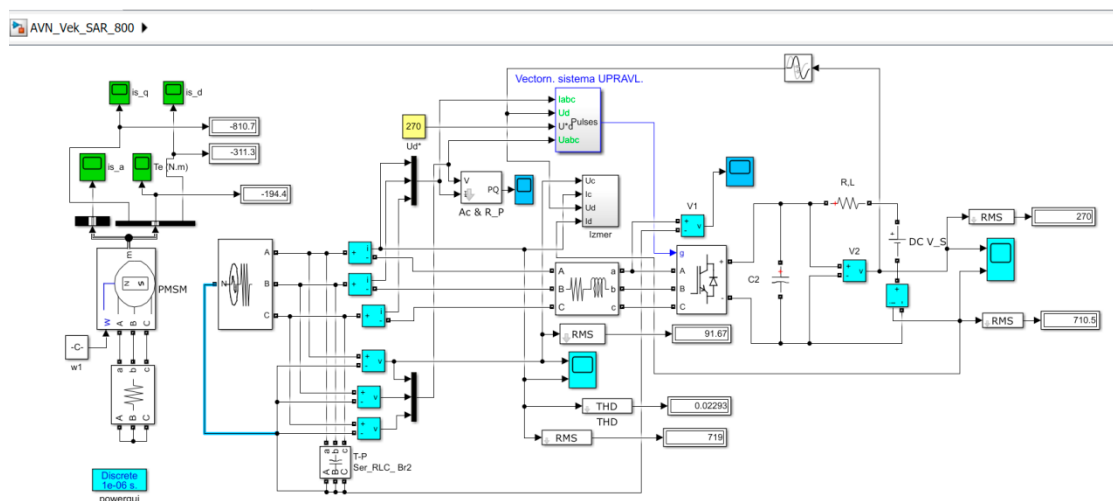 AVN_Vek_SAR_800
Vectorn. sistema UPRAVL.
is_q
is_d
-810.7
-311.3
is_a
Te (N.m)
-194.4
270
Ud*
Iabc
Ud
U*d
Uabc
Pulses
V
I
PQ
Ac & R_P
Uc
Ic
Ud
Id
Izmer
V1
R,L
RMS
270
DC V_S
C2
V2
RMS
710.5
m
PMSM
N
S
w
A
B
C
-C-
w1
a
b
c
A
B
C
N
A
B
C
A
B
C
a
b
c
g
A
B
C
RMS
91.67
THD
THD
0.02293
RMS
719
T-P
Ser_RLC_ Br2
a
b
c
A
B
C
Discrete
1e-06 s.
powergui